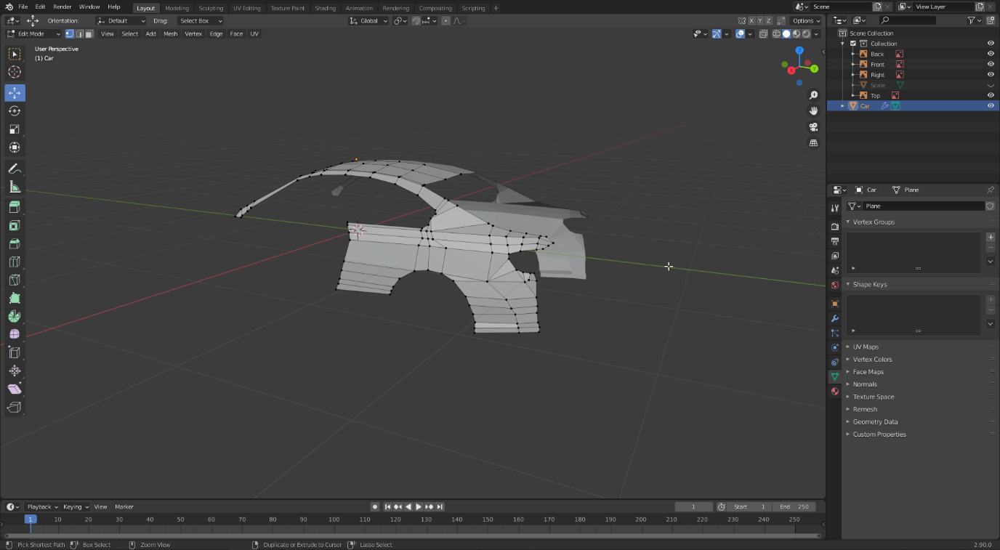 File Edit Render Window Help Layout Modeling Sculpting UV Editing Texture Paint Shading Animation Rendering Compositing Scripting + Scene View Layer
Orientation: Default Drag: Select Box Global X Y Z Options
Edit Mode View Select Add Mesh Vertex Edge Face UV
User Perspective
(1) Car
Z
Y
X
Scene Collection
Collection
Back
Front
Right
Scale
Top
Car
Car Plane
Plane
Vertex Groups
Shape Keys
UV Maps
Vertex Colors
Face Maps
Normals
Texture Space
Remesh
Geometry Data
Custom Properties
Playback Keying View Marker 1 Start 1 End 250
1 10 20 30 40 50 60 70 80 90 100 110 120 130 140 150 160 170 180 190 200 210 220 230 240 250
Pick Shortest Path Box Select Zoom View Duplicate or Extrude to Cursor Lasso Select 2.90.0